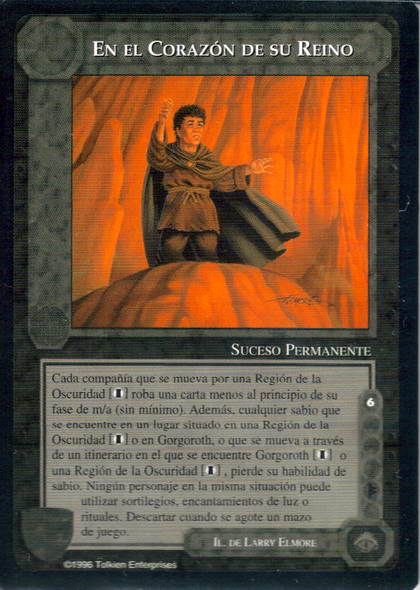 En el Corazón de su Reino
Elmore
Suceso Permanente
Cada compañía que se mueva por una Región de la
Oscuridad [ ] roba una carta menos al principio de su
fase de m/a (sin mínimo). Además, cualquier sabio que
se encuentre en un lugar situado en una Región de la
Oscuridad [ ] o en Gorgoroth, o que se mueva a través
de un itinerario en el que se encuentre Gorgoroth [ ] o
una Región de la Oscuridad [ ] , pierde su habilidad de
sabio. Ningún personaje en la misma situación puede
utilizar sortilegios, encantamientos de luz o
rituales. Descartar cuando se agote un mazo
de juego.
6
Il. de Larry Elmore
©1996 Tolkien Enterprises